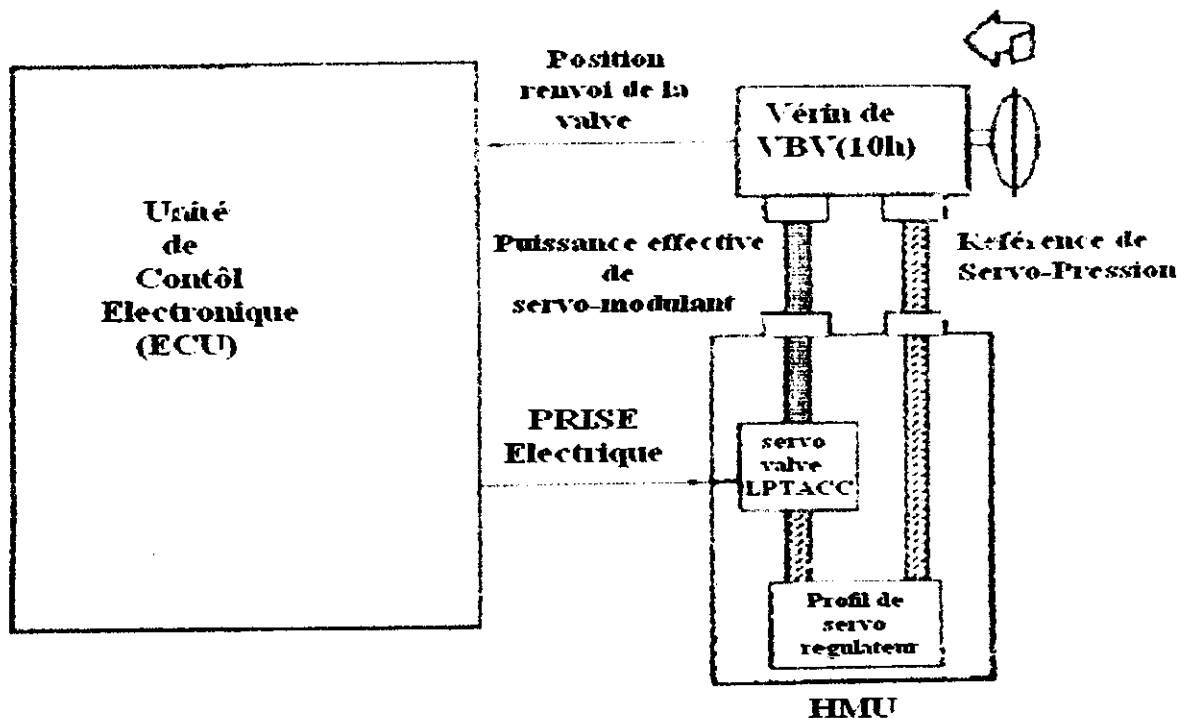 Position
renvoi de la
valve
Vérin de
VBV(10h)
Unité
de
Contôl
Electronique
(ECU)
Puissance effective
de
servo-modulant
Référence de
Servo-Pression
PRISE
Electrique
servo
valve
LPTACC
Profil de
servo
regulateur
HMU